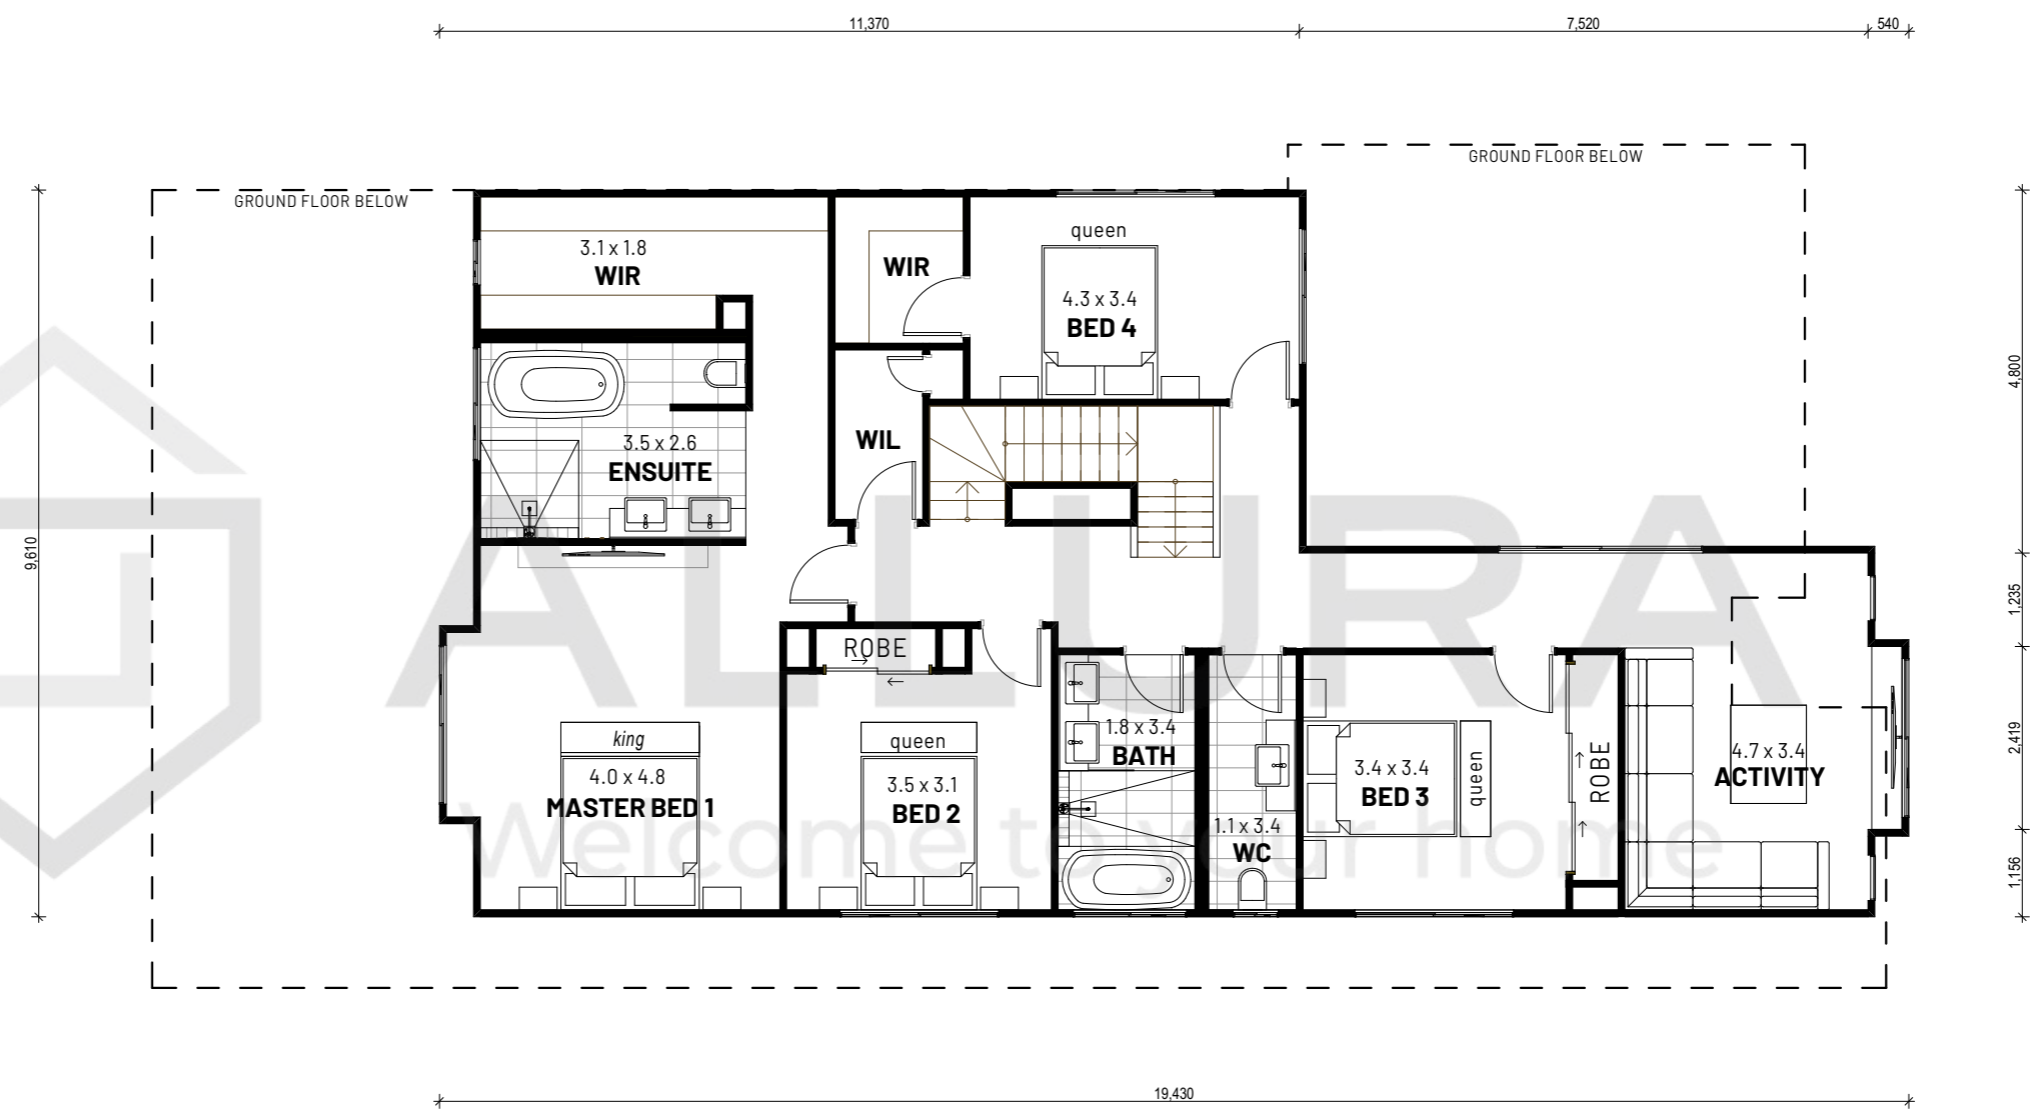 11,370
7,520
540
GROUND FLOOR BELOW
GROUND FLOOR BELOW
3.1 x 1.8
WIR
WIR
queen
4.3 x 3.4
BED 4
4,800
WIL
3.5 x 2.6
ENSUITE
9,610
ALLURA
1,235
ROBE
king
4.0 x 4.8
MASTER BED 1
queen
3.5 x 3.1
BED 2
1.8 x 3.4
BATH
1.1 x 3.4
WC
3.4 x 3.4
BED 3
queen
ROBE
4.7 x 3.4
ACTIVITY
2,419
Welcome to your home
1,156
19,430